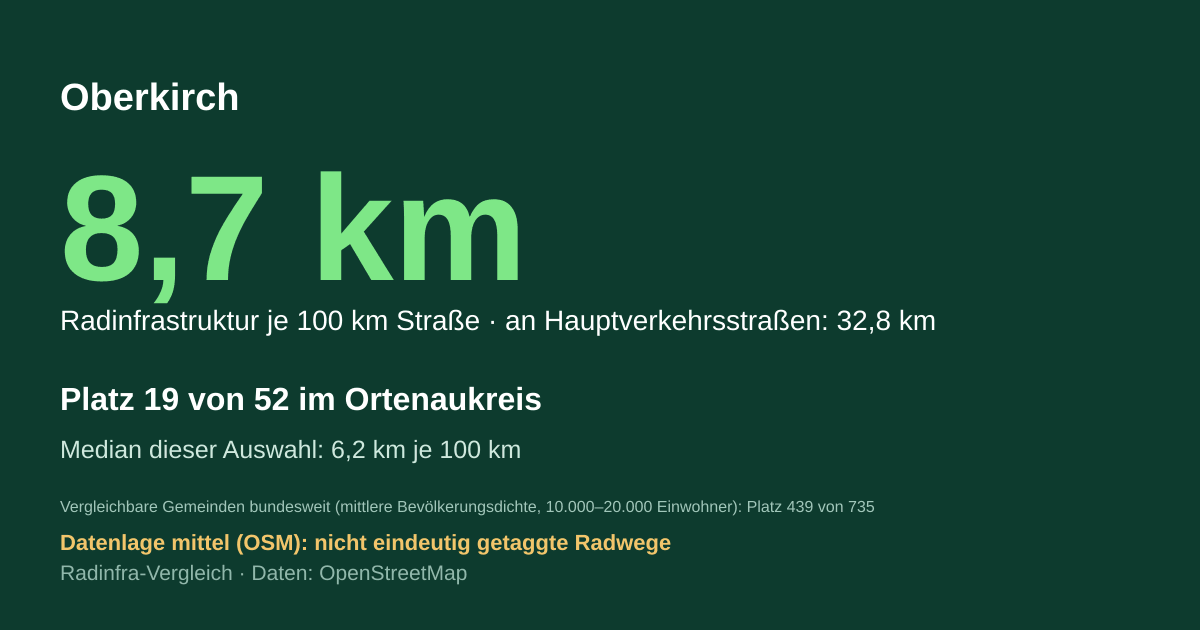 Oberkirch
8,7 km
Radinfrastruktur je 100 km Straße · an Hauptverkehrsstraßen: 32,8 km
Platz 19 von 52 im Ortenaukreis
Median dieser Auswahl: 6,2 km je 100 km
Vergleichbare Gemeinden bundesweit (mittlere Bevölkerungsdichte, 10.000–20.000 Einwohner): Platz 439 von 735
Datenlage mittel (OSM): nicht eindeutig getaggte Radwege
Radinfra-Vergleich · Daten: OpenStreetMap